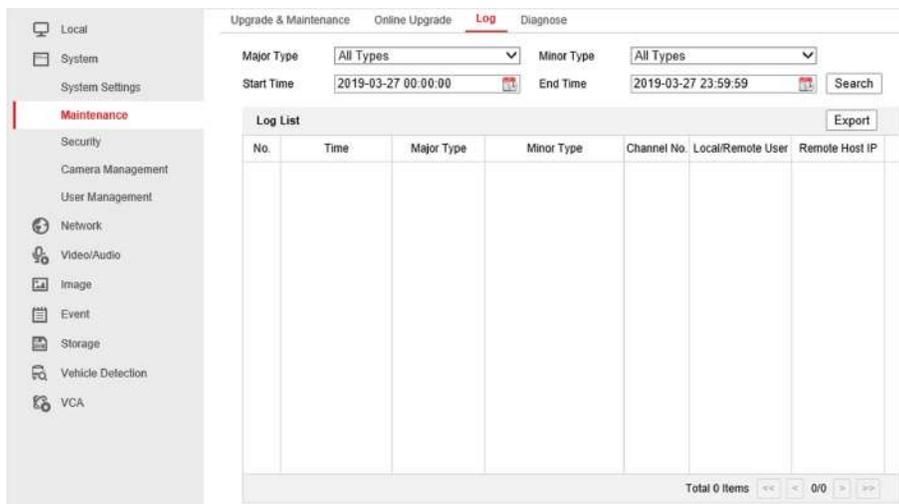 Upgrade & Maintenance Online Upgrade Log Diagnose
Local
System
System Settings
Maintenance
Security
Camera Management
User Management
Network
Video/Audio
Image
Event
Storage
Vehicle Detection
VCA
Major Type All Types Minor Type All Types
Start Time 2019-03-27 00:00:00 End Time 2019-03-27 23:59:59 Search
Log List Export
No. Time Major Type Minor Type Channel No. Local/Remote User Remote Host IP
Total 0 Items << < 0/0 > >>